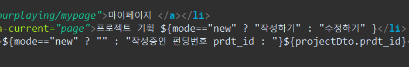 ourplaying/mypage">마이페이지 </a></li>
a-current="page">프로젝트 기획 ${mode=="new" ? "작성하기" : "수정하기" }</li>
${mode=="new" ? "" : "작성중인 펀딩번호 prdt_id : "}${projectDto.prdt_id}